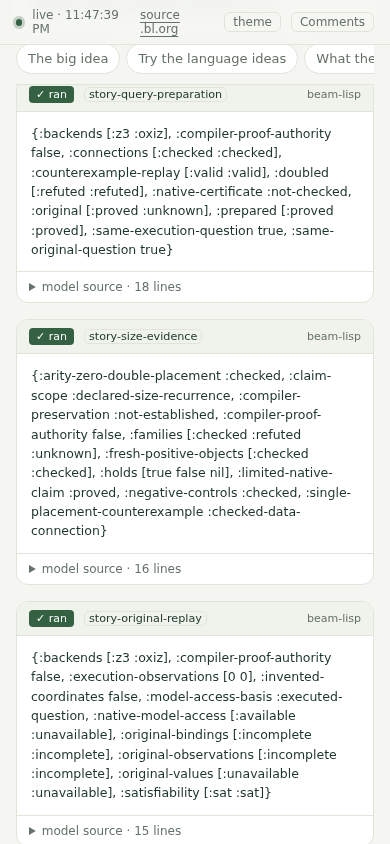 live · 11:47:39 PM
source .bl.org
theme
Comments
The big idea
Try the language ideas
What the
✓ ran
story-query-preparation
beam-lisp
{:backends [:z3 :oxiz], :compiler-proof-authority
false, :connections [:checked :checked],
:counterexample-replay [:valid :valid], :doubled
[:refuted :refuted], :native-certificate :not-checked,
:original [:proved :unknown], :prepared [:proved
:proved], :same-execution-question true, :same-
original-question true}
▶ model source · 18 lines
✓ ran
story-size-evidence
beam-lisp
{:arity-zero-double-placement :checked, :claim-
scope :declared-size-recurrence, :compiler-
preservation :not-established, :compiler-proof-
authority false, :families [:checked :refuted
:unknown], :fresh-positive-objects [:checked
:checked], :holds [true false nil], :limited-native-
claim :proved, :negative-controls :checked, :single-
placement-counterexample :checked-data-
connection}
▶ model source · 16 lines
✓ ran
story-original-replay
beam-lisp
{:backends [:z3 :oxiz], :compiler-proof-authority
false, :execution-observations [0 0], :invented-
coordinates false, :model-access-basis :executed-
question, :native-model-access [:available
:unavailable], :original-bindings [:incomplete
:incomplete], :original-observations [:incomplete
:incomplete], :original-values [:unavailable
:unavailable], :satisfiability [:sat :sat]}
▶ model source · 15 lines